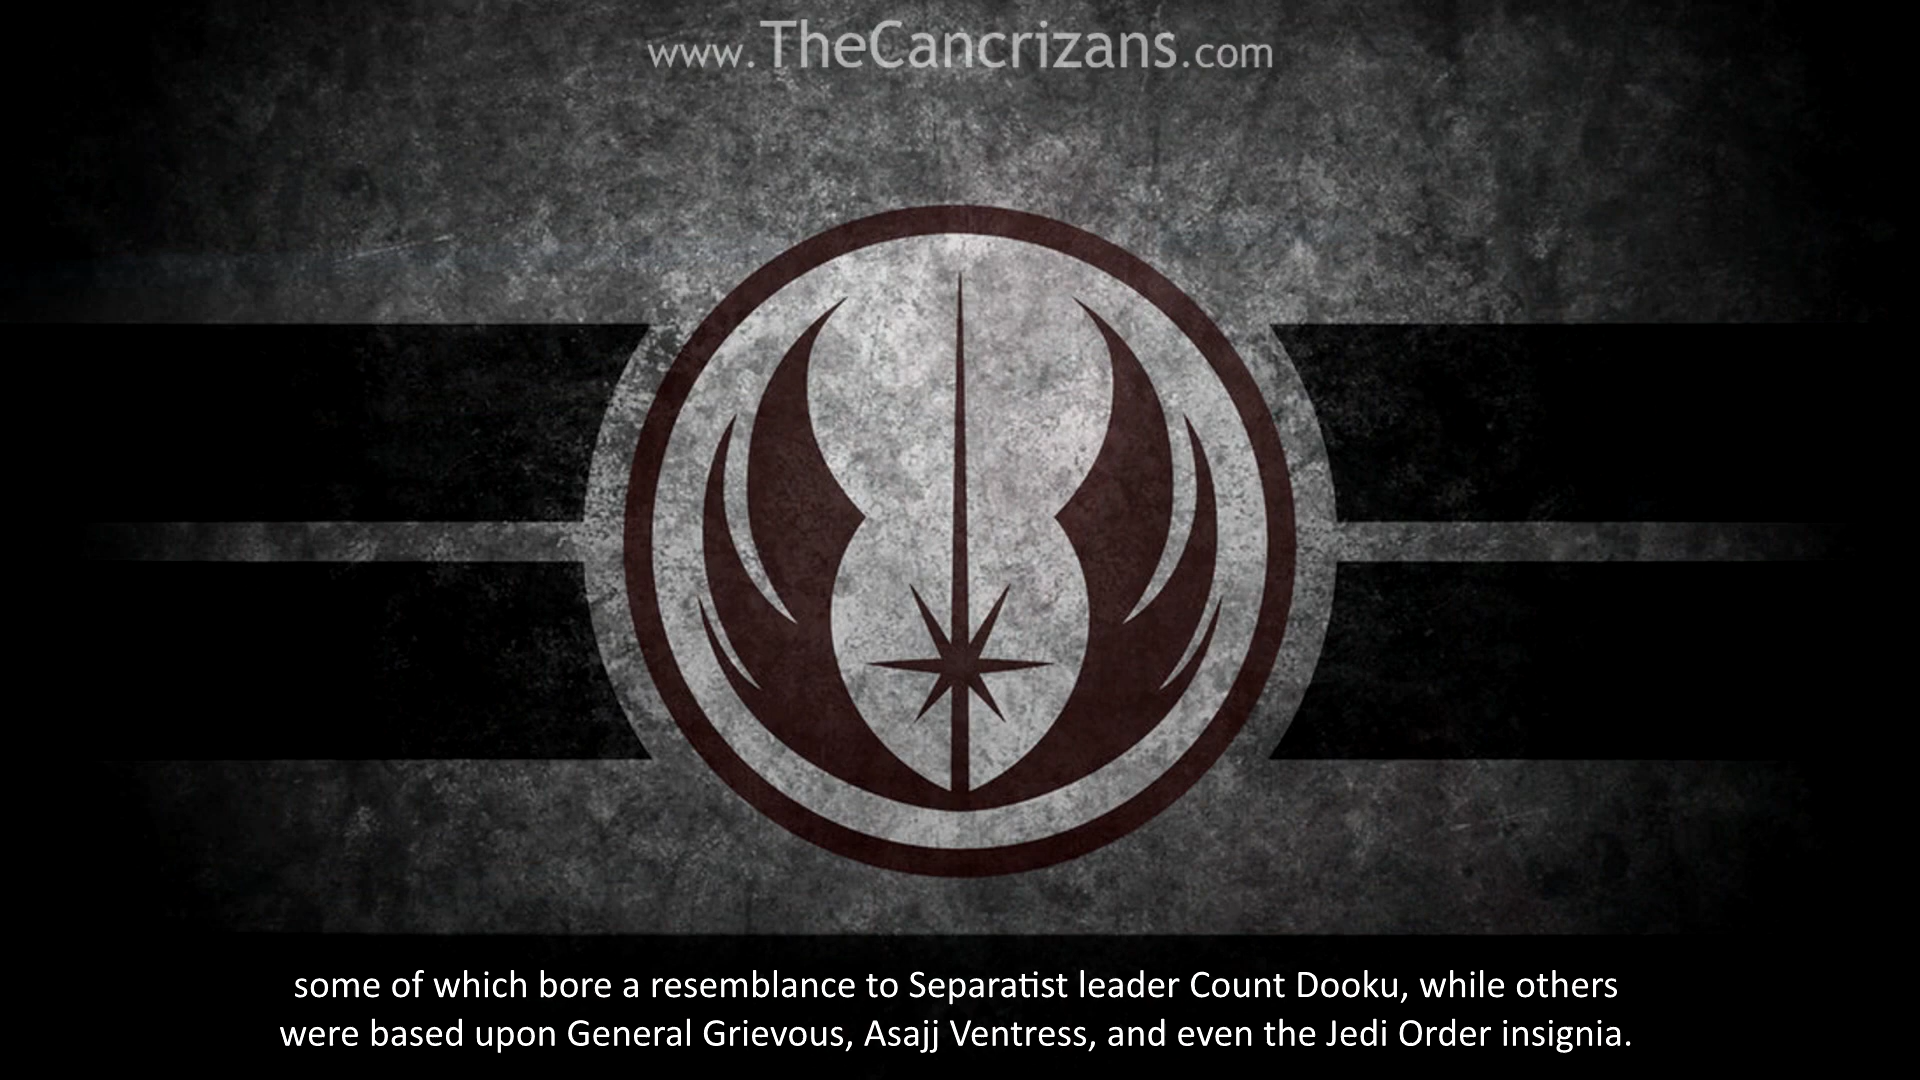 www.TheCancrizans.com
some of which bore a resemblance to Separatist leader Count Dooku, while others
were based upon General Grievous, Asajj Ventress, and even the Jedi Order insignia.